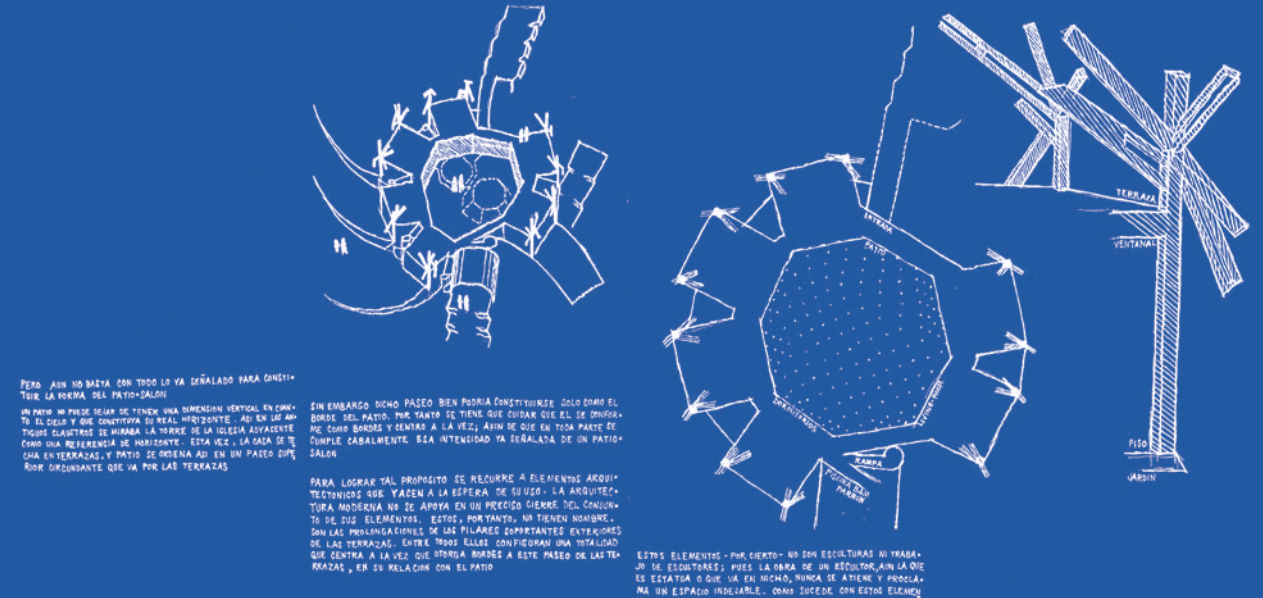 PERO AUN NO BASTA CON TODO LO YA SEÑALADO PARA CONSTI-
TUIR LA FORMA DEL PATIO-SALON
UN PATIO NO PUEDE DEJAR DE TENER UNA DIMENSION VERTICAL EN CUAN-
TO EL CIELO Y QUE CONSTITUYA SU REAL HORIZONTE. ASI EN LOS AN-
TIGUOS CLAUSTROS SE MIRABA LA TORRE DE LA IGLESIA ADYACENTE
COMO UNA REFERENCIA DE HORIZONTE. ESTA VEZ, LA CASA SE TE
CHA EN TERRAZAS. Y PATIO SE ORDENA ASI EN UN PASEO SUPE
RIOR CIRCUNDANTE QUE VA POR LAS TERRAZAS
SIN EMBARGO DICHO PASEO BIEN PODRIA CONSTITUIRSE SOLO COMO EL
BORDE DEL PATIO. POR TANTO SE TIENE QUE CUIDAR QUE EL SE CONFOR-
ME COMO BORDES Y CENTRO A LA VEZ; AFIN DE QUE EN TODA PARTE SE
CUMPLE CABALMENTE ESA INTENCIDAD YA SEÑALADA DE UN PATIO-
SALON
PARA LOGRAR TAL PROPOSITO SE RECURRE A ELEMENTOS ARQUI-
TECTONICOS QUE YACEN A LA ESPERA DE SU USO. LA ARQUITEC-
TURA MODERNA NO SE APOYA EN UN PRECISO CIERRE DEL CONJUN-
TO DE SUS ELEMENTOS. ESTOS, POR TANTO, NO TIENEN NOMBRE.
SON LAS PROLONGACIONES DE LOS PILARES SOPORTANTES EXTERIORES
DE LAS TERRAZAS. ENTRE TODOS ELLOS CONFIGURAN UNA TOTALIDAD
QUE CENTRA A LA VEZ QUE OTORGA BORDES A ESTE PASEO DE LAS TE-
RRAZAS, EN SU RELACION CON EL PATIO
ENTRADA
PATIO
LIVING-ROOM
DORMITORIOS
RAMPA
PISCINA BAJO
PARRON
TERRAZA
VENTANAL
PISO
JARDIN
ESTOS ELEMENTOS - POR CIERTO - NO SON ESCULTURAS NI TRABA-
JO DE ESCULTORES; PUES LA OBRA DE UN ESCULTOR, AUN LA QUE
ES ESTATUA O QUE VA EN NICHO, NUNCA SE ATIENE Y PROCLA-
MA UN ESPACIO INDEJABLE. COMO SUCEDE CON ESTOS ELEMEN